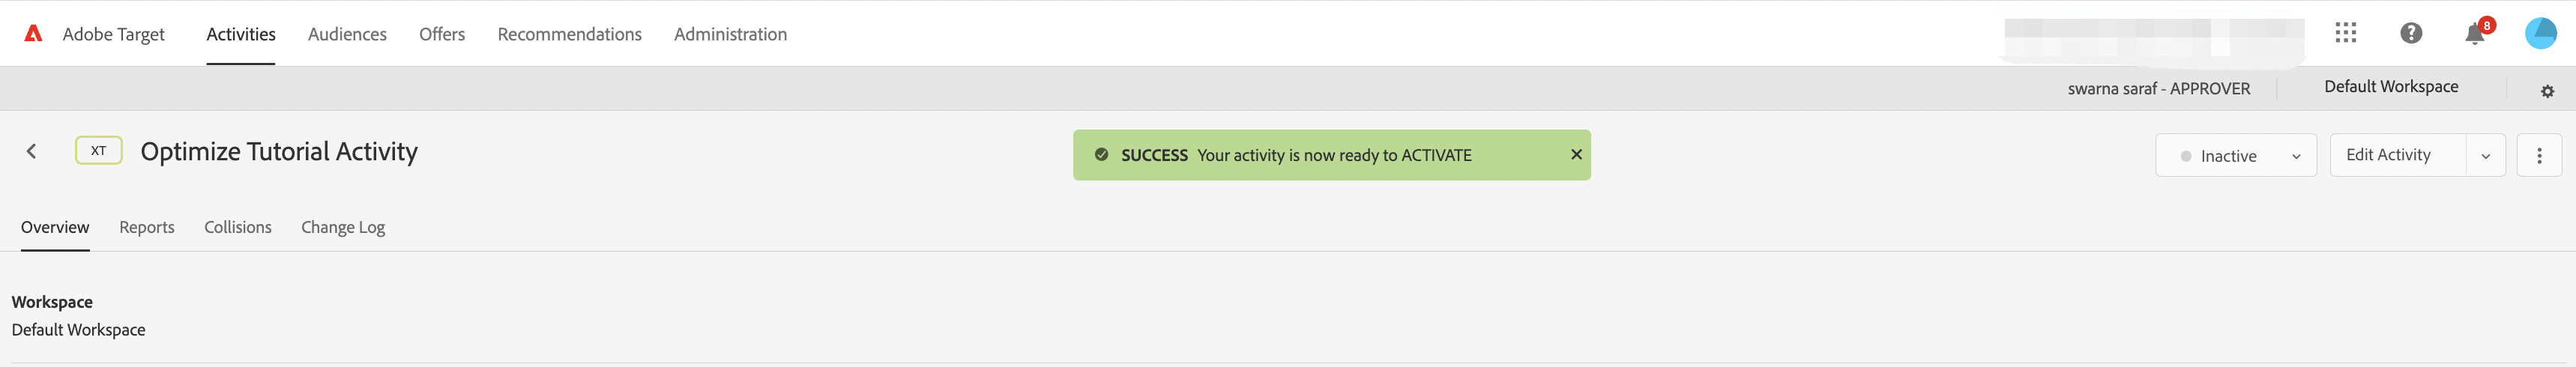 Adobe Target Activities Audiences Offers Recommendations Administration 8
swarna saraf - APPROVER Default Workspace
XT Optimize Tutorial Activity SUCCESS Your activity is now ready to ACTIVATE Inactive Edit Activity
Overview Reports Collisions Change Log
Workspace
Default Workspace